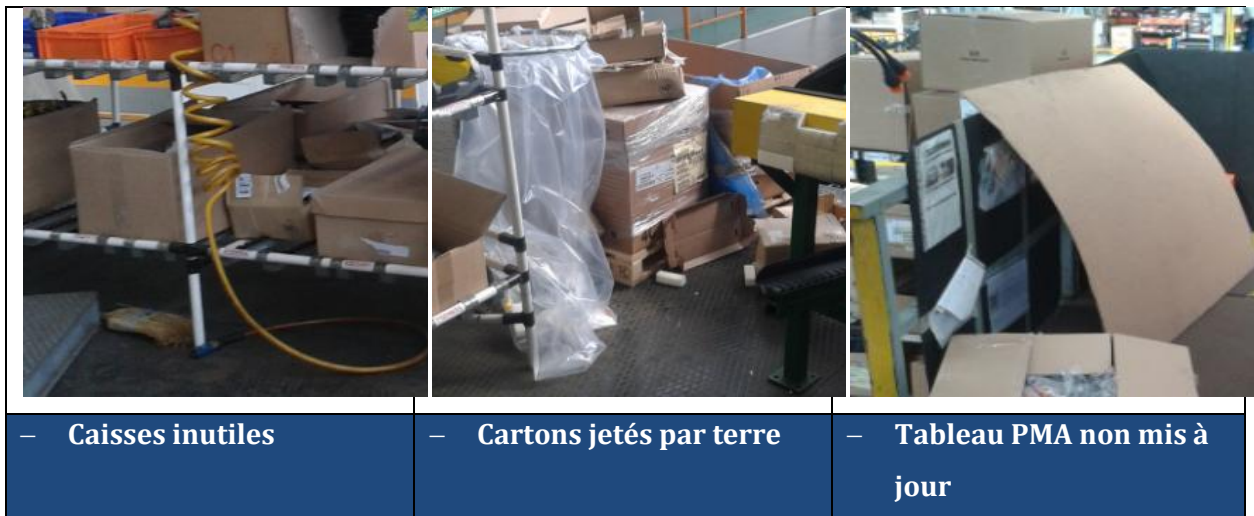 – Caisses inutiles
– Cartons jetés par terre
– Tableau PMA non mis à
jour